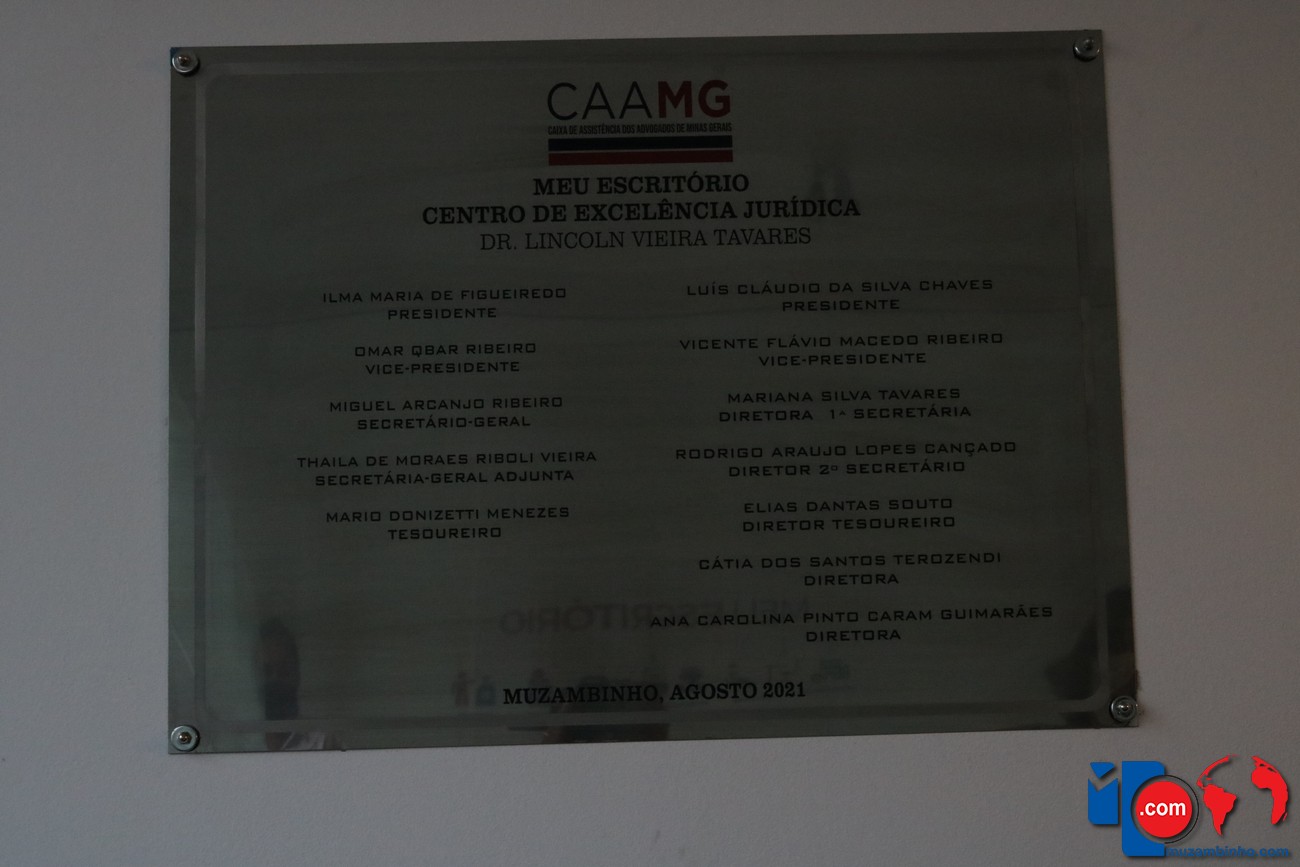 CAAMG
CAIXA DE ASSISTÊNCIA DOS ADVOGADOS DE MINAS GERAIS
MEU ESCRITÓRIO
CENTRO DE EXCELÊNCIA JURÍDICA
DR. LINCOLN VIEIRA TAVARES
ILMA MARIA DE FIGUEIREDO
PRESIDENTE
OMAR QBAR RIBEIRO
VICE-PRESIDENTE
MIGUEL ARCANJO RIBEIRO
SECRETÁRIO-GERAL
THAILA DE MORAES RIBOLI VIEIRA
SECRETÁRIA-GERAL ADJUNTA
MARIO DONIZETTI MENEZES
TESOUREIRO
LUÍS CLÁUDIO DA SILVA CHAVES
PRESIDENTE
VICENTE FLÁVIO MACEDO RIBEIRO
VICE-PRESIDENTE
MARIANA SILVA TAVARES
DIRETORA 1ª SECRETÁRIA
RODRIGO ARAUJO LOPES CANÇADO
DIRETOR 2º SECRETÁRIO
ELIAS DANTAS SOUTO
DIRETOR TESOUREIRO
CÁTIA DOS SANTOS TEROZENDI
DIRETORA
ANA CAROLINA PINTO CARAM GUIMARÃES
DIRETORA
MEU ESCRITÓRIO
MUZAMBINHO, AGOSTO 2021
.com
muzambinho.com